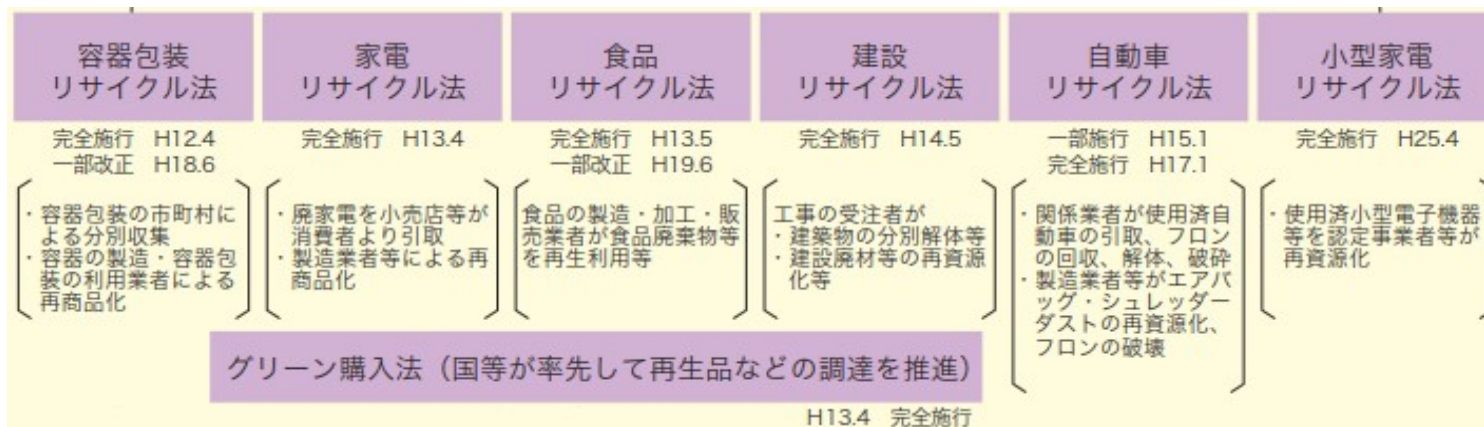 容器包装
リサイクル法
完全施行 H12.4
一部改正 H18.6
・容器包装の市町村に
よる分別収集
・容器の製造・容器包
装の利用業者による
再商品化
家電
リサイクル法
完全施行 H13.4
・廃家電を小売店等が
消費者より引取
・製造業者等による再
商品化
食品
リサイクル法
完全施行 H13.5
一部改正 H19.6
食品の製造・加工・販
売業者が食品廃棄物等
を再生利用等
建設
リサイクル法
完全施行 H14.5
工事の受注者が
・建築物の分別解体等
・建設廃材等の再資源
化等
自動車
リサイクル法
一部施行 H15.1
完全施行 H17.1
・関係業者が使用済自
動車の引取、フロン
の回収、解体、破砕
・製造業者等がエアバ
ッグ・シュレッダー
ダストの再資源化、
フロンの破壊
小型家電
リサイクル法
完全施行 H25.4
・使用済小型電子機器
等を認定事業者等が
再資源化
グリーン購入法（国等が率先して再生品などの調達を推進）
H13.4 完全施行